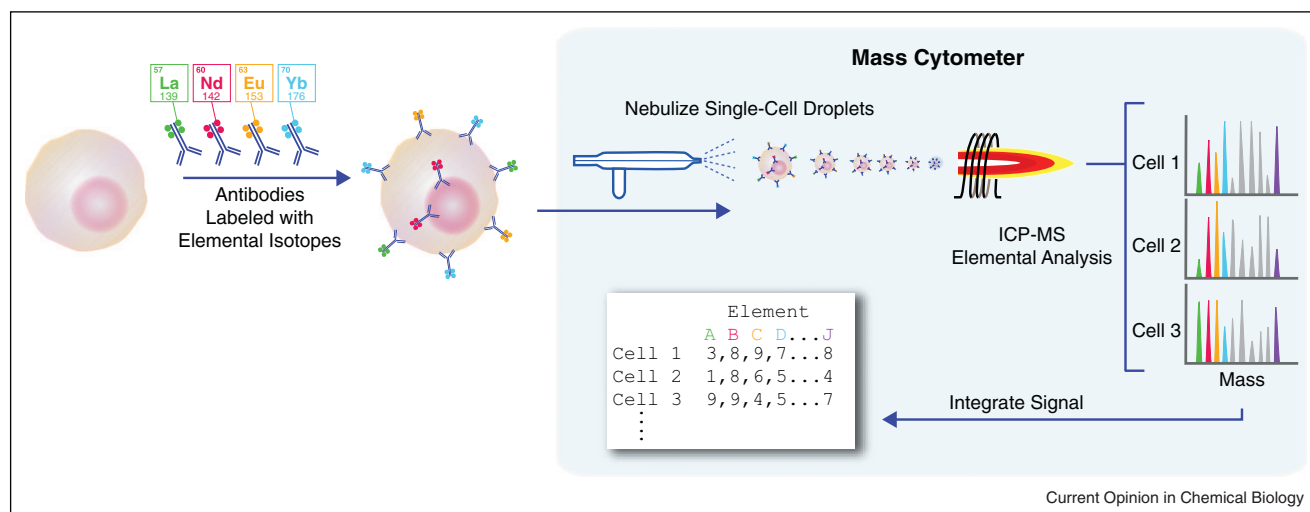 57 60 63 70
La Nd Eu Yb
139 142 153 176
Antibodies
Labeled with
Elemental Isotopes
Mass Cytometer
Nebulize Single-Cell Droplets
ICP-MS
Elemental Analysis
Cell 1
Cell 2
Cell 3
Mass
Integrate Signal
Element
A B C D...J
Cell 1 3,8,9,7...8
Cell 2 1,8,6,5...4
Cell 3 9,9,4,5...7
Current Opinion in Chemical Biology